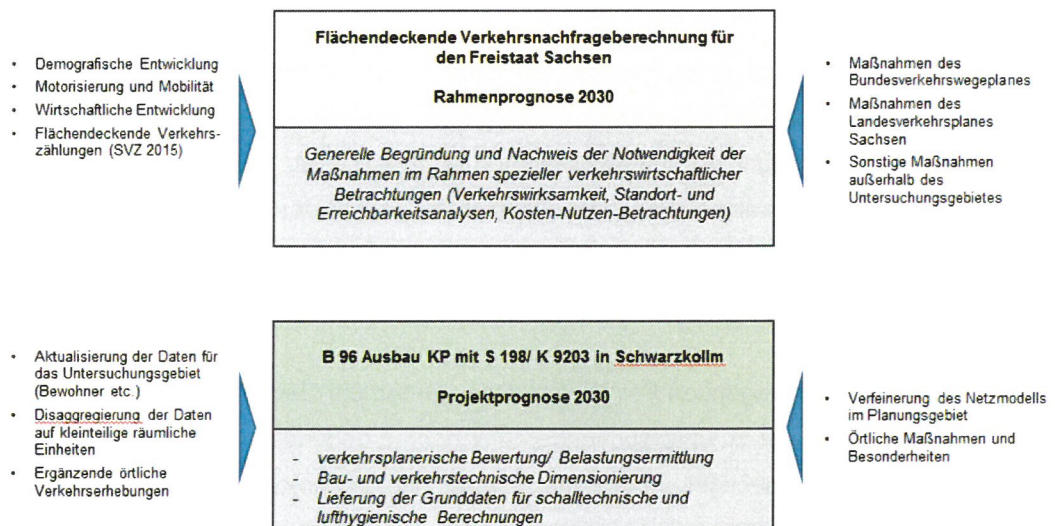 • Demografische Entwicklung
• Motorisierung und Mobilität
• Wirtschaftliche Entwicklung
• Flächendeckende Verkehrs-
zählungen (SVZ 2015)
Flächendeckende Verkehrsnachfrageberechnung für
den Freistaat Sachsen
Rahmenprognose 2030
Generelle Begründung und Nachweis der Notwendigkeit der
Maßnahmen im Rahmen spezieller verkehrswirtschaftlicher
Betrachtungen (Verkehrswirksamkeit, Standort- und
Erreichbarkeitsanalysen, Kosten-Nutzen-Betrachtungen)
• Maßnahmen des
Bundesverkehrswegeplanes
• Maßnahmen des
Landesverkehrsplanes
Sachsen
• Sonstige Maßnahmen
außerhalb des
Untersuchungsgebietes
• Aktualisierung der Daten für
das Untersuchungsgebiet
(Bewohner etc.)
• Disaggregierung der Daten
auf kleinteilige räumliche
Einheiten
• Ergänzende örtliche
Verkehrserhebungen
B 96 Ausbau KP mit S 198/ K 9203 in Schwarzkollm
Projektprognose 2030
- verkehrsplanerische Bewertung/ Belastungsermittlung
- Bau- und verkehrstechnische Dimensionierung
- Lieferung der Grunddaten für schalltechnische und
lufthygienische Berechnungen
• Verfeinerung des Netzmodells
im Planungsgebiet
• Örtliche Maßnahmen und
Besonderheiten